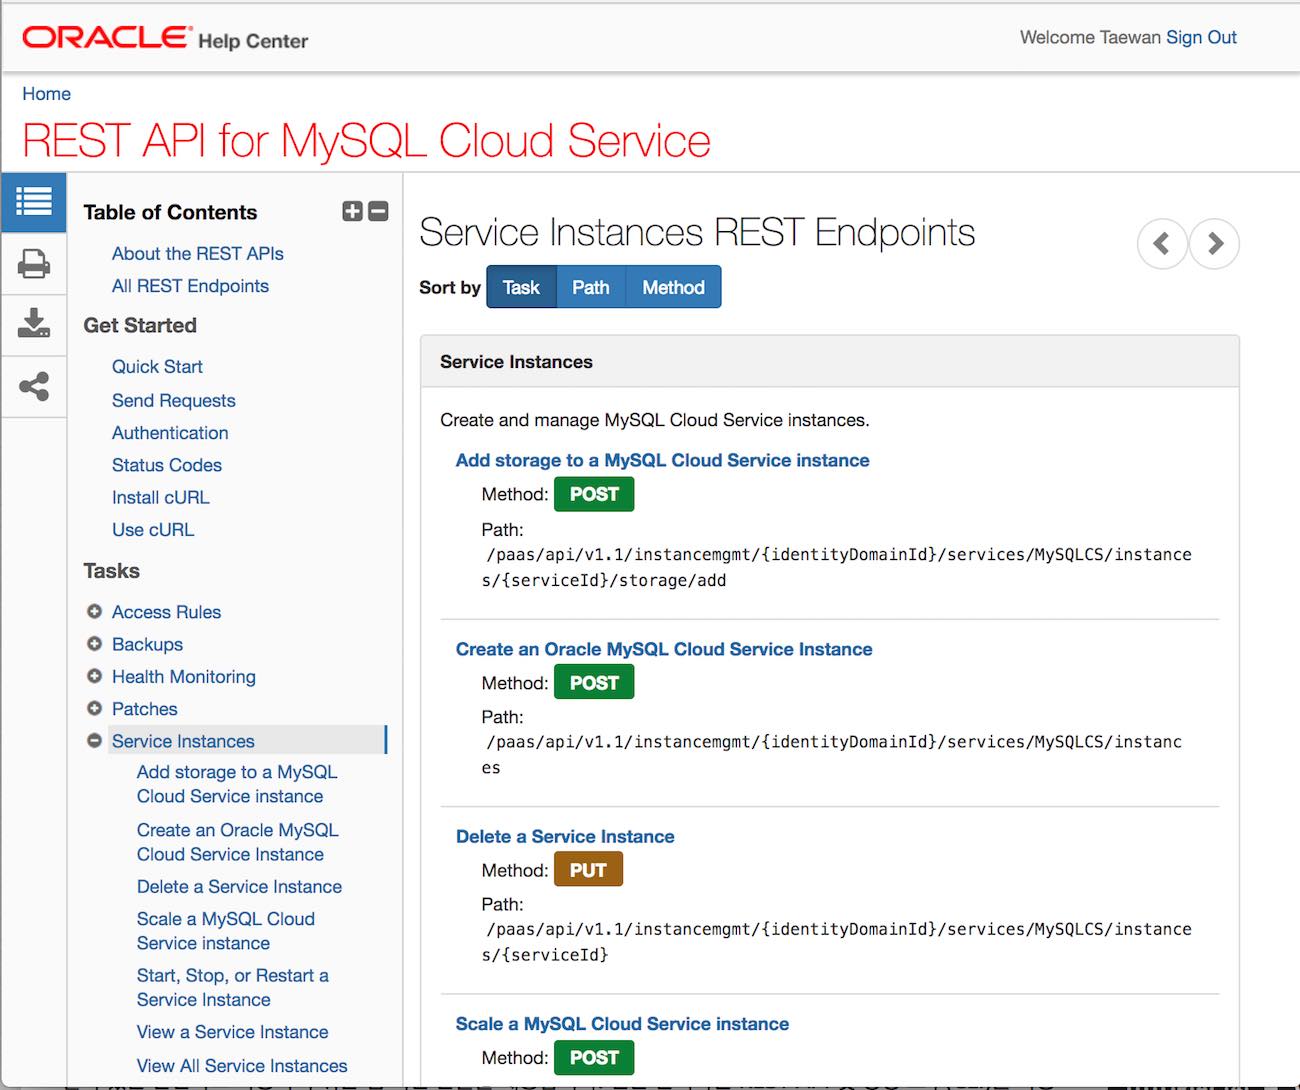 ORACLE® Help Center
Welcome Taewan Sign Out
Home
REST API for MySQL Cloud Service
Table of Contents
About the REST APIs
All REST Endpoints
Get Started
Quick Start
Send Requests
Authentication
Status Codes
Install cURL
Use cURL
Tasks
Access Rules
Backups
Health Monitoring
Patches
Service Instances
Add storage to a MySQL
Cloud Service instance
Create an Oracle MySQL
Cloud Service Instance
Delete a Service Instance
Scale a MySQL Cloud
Service instance
Start, Stop, or Restart a
Service Instance
View a Service Instance
View All Service Instances
Service Instances REST Endpoints
Sort by Task Path Method
Service Instances
Create and manage MySQL Cloud Service instances.
Add storage to a MySQL Cloud Service instance
Method: POST
Path:
/paas/api/v1.1/instancemgmt/{identityDomainId}/services/MySQLCS/instance
s/{serviceId}/storage/add
Create an Oracle MySQL Cloud Service Instance
Method: POST
Path:
/paas/api/v1.1/instancemgmt/{identityDomainId}/services/MySQLCS/instanc
es
Delete a Service Instance
Method: PUT
Path:
/paas/api/v1.1/instancemgmt/{identityDomainId}/services/MySQLCS/instance
s/{serviceId}
Scale a MySQL Cloud Service instance
Method: POST